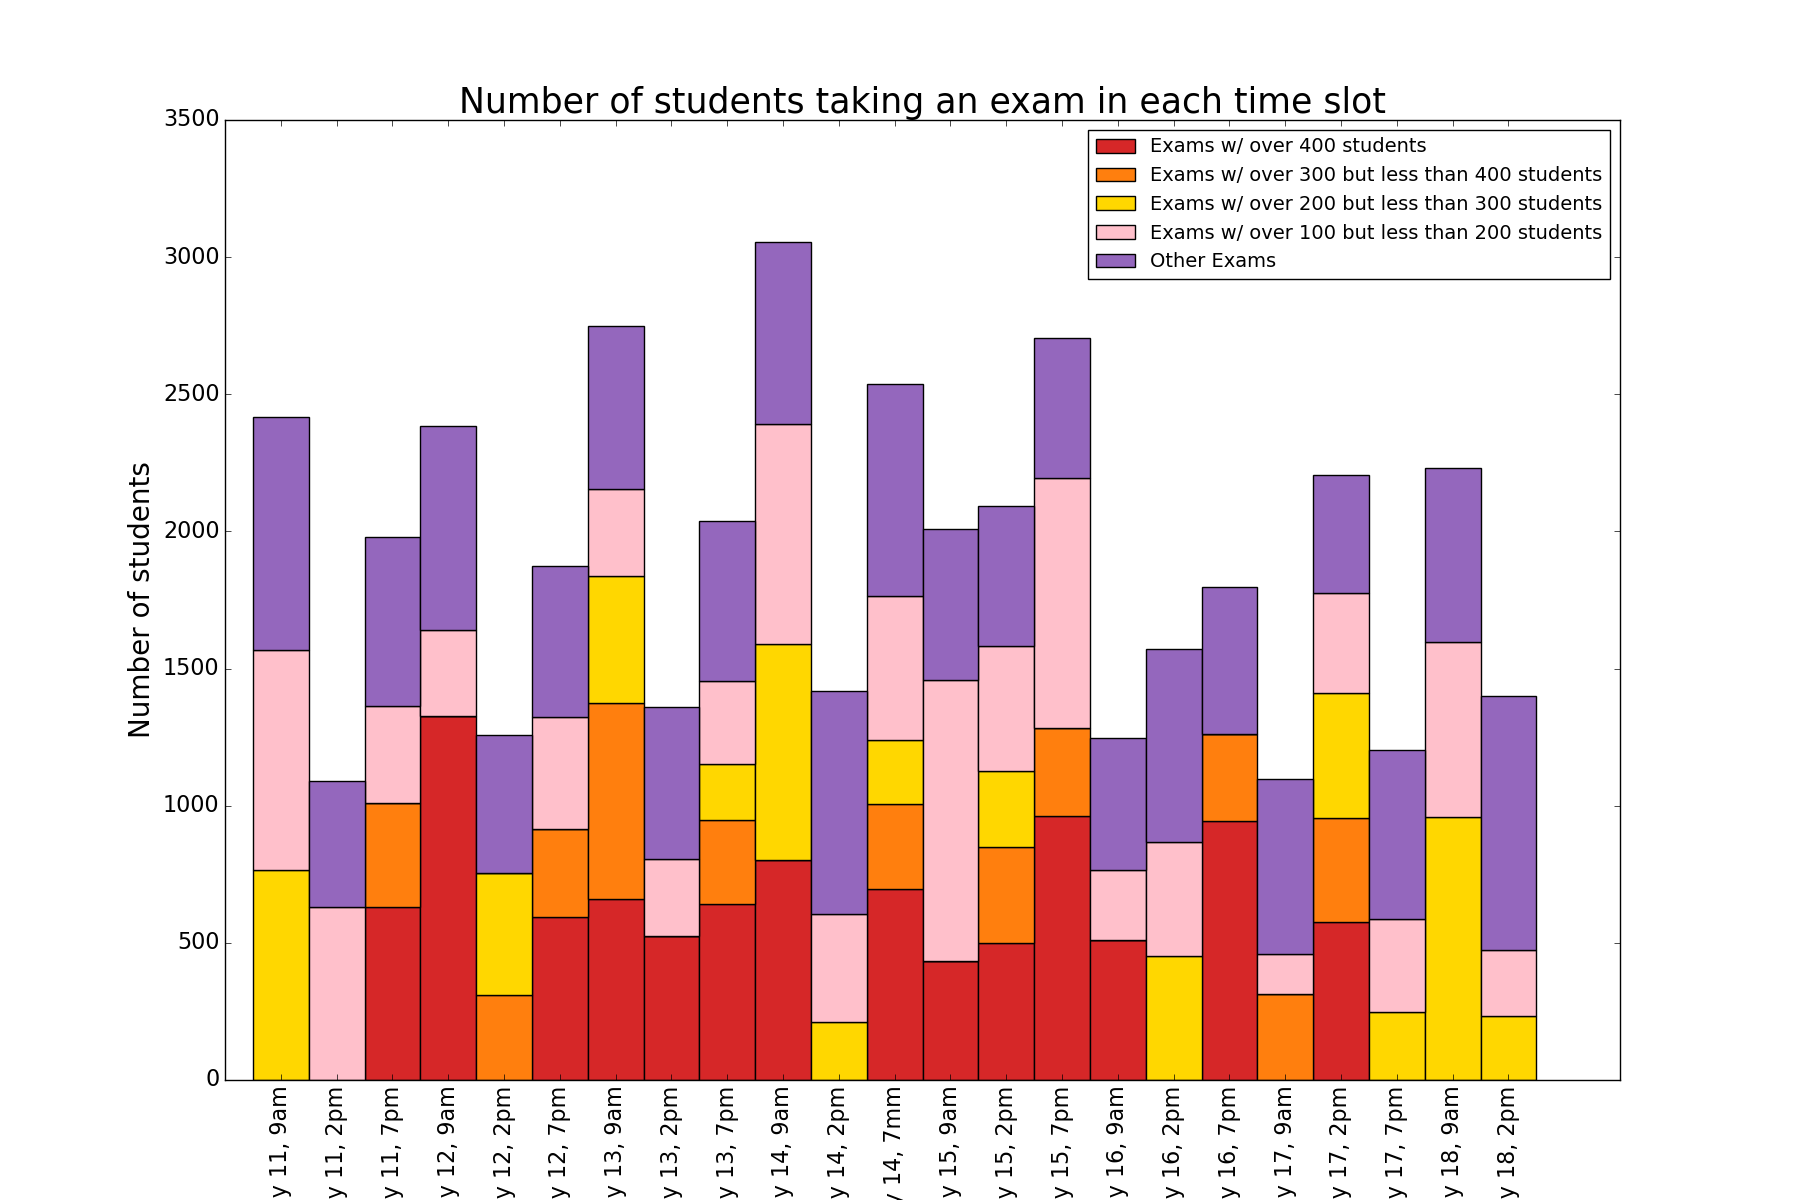 Number of students taking an exam in each time slot
Exams w/ over 400 students
Exams w/ over 300 but less than 400 students
Exams w/ over 200 but less than 300 students
Exams w/ over 100 but less than 200 students
Other Exams
Number of students
3500
3000
2500
2000
1500
1000
500
0
y 11, 9am
y 11, 2pm
y 11, 7pm
y 12, 9am
y 12, 2pm
y 12, 7pm
y 13, 9am
y 13, 2pm
y 13, 7pm
y 14, 9am
y 14, 2pm
y 14, 7mm
y 15, 9am
y 15, 2pm
y 15, 7pm
y 16, 9am
y 16, 2pm
y 16, 7pm
y 17, 9am
y 17, 2pm
y 17, 7pm
y 18, 9am
y 18, 2pm